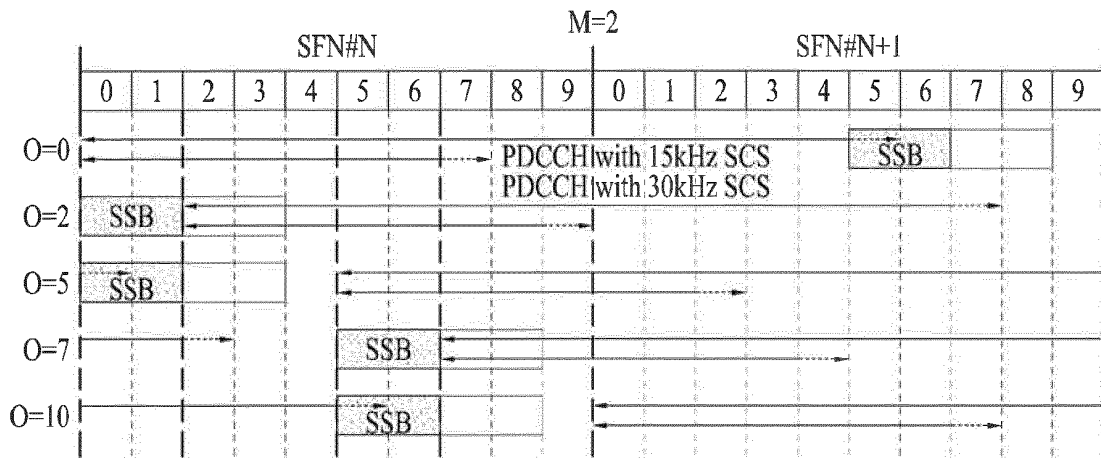 M=2
SFN#N SFN#N+1
0 1 2 3 4 5 6 7 8 9 0 1 2 3 4 5 6 7 8 9
O=0 PDCCH with 15kHz SCS SSB
PDCCH with 30kHz SCS
O=2 SSB
O=5 SSB
O=7 SSB
O=10 SSB